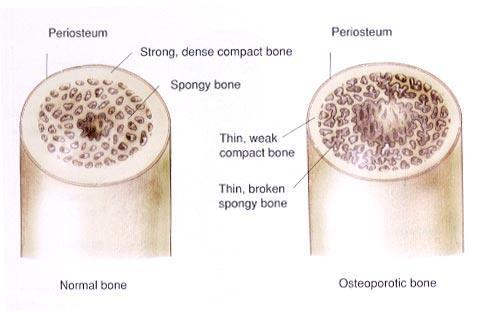 Periosteum
Strong, dense compact bone
Spongy bone
Normal bone
Periosteum
Thin, weak
compact bone
Thin, broken
spongy bone
Osteoporotic bone